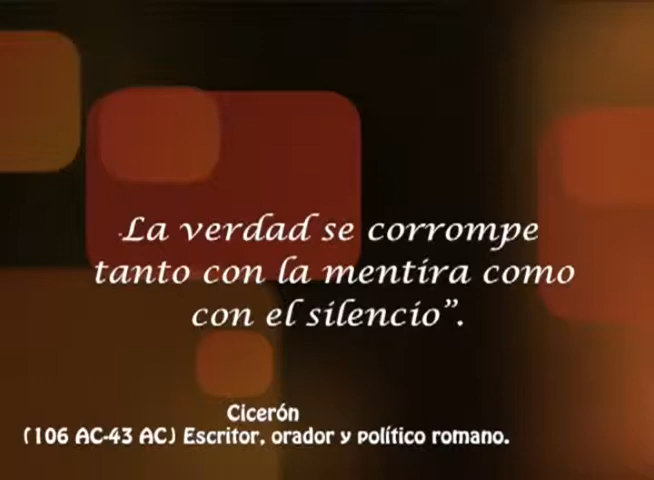 La verdad se corrompe
tanto con la mentira como
con el silencio”.
Cicerón
(106 AC-43 AC) Escritor, orador y político romano.